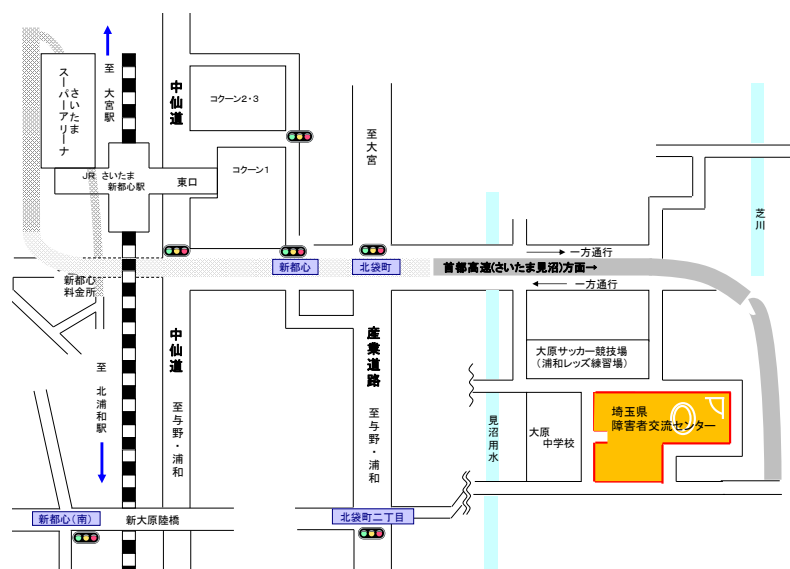 至 大宮駅
さいたま
スーパーアリーナ
中仙道
コクーン2・3
コクーン1
JR さいたま
新都心駅
東口
至大宮
芝川
新都心
北袋町
首都高速(さいたま見沼)方面→
一方通行
一方通行
新都心
料金所
中仙道
至与野・浦和
産業道路
至与野・浦和
至 北浦和駅
大原サッカー競技場
(浦和レッズ練習場)
見沼用水
大原
中学校
埼玉県
障害者交流センター
新都心(南)
新大原陸橋
北袋町二丁目